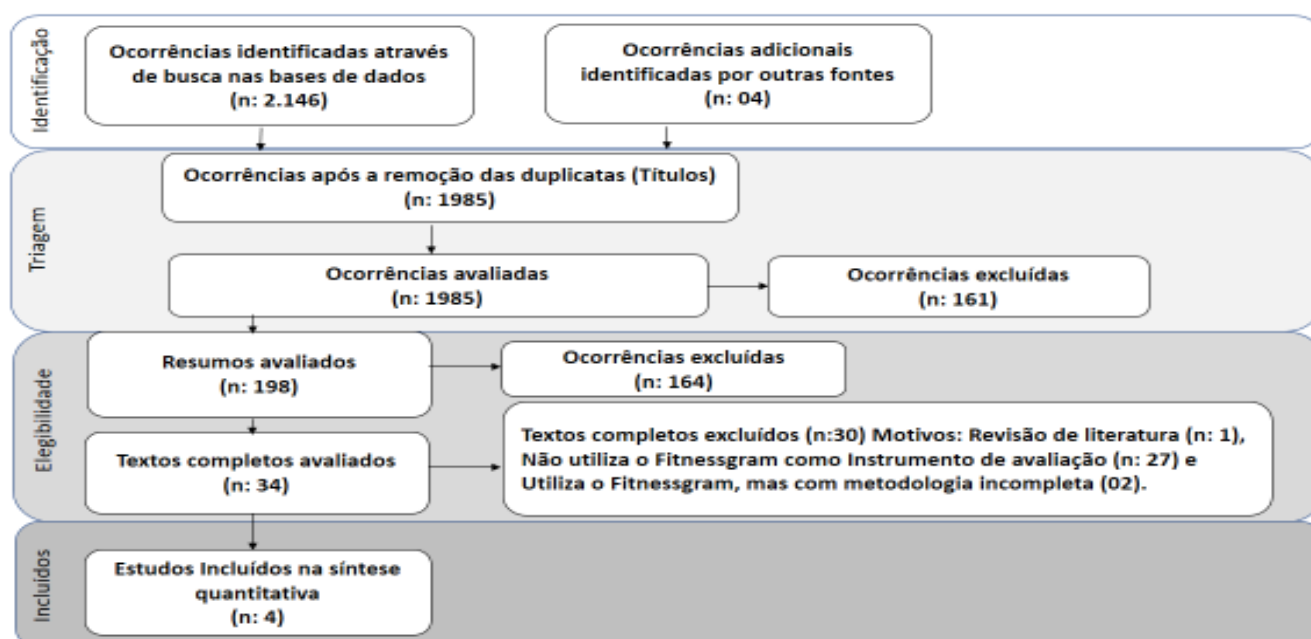 Identificação
Ocorrências identificadas através
de busca nas bases de dados
(n: 2.146)
Ocorrências adicionais
identificadas por outras fontes
(n: 04)
Triagem
Ocorrências após a remoção das duplicatas (Títulos)
(n: 1985)
Ocorrências avaliadas
(n: 1985)
Ocorrências excluídas
(n: 161)
Elegibilidade
Resumos avaliados
(n: 198)
Ocorrências excluídas
(n: 164)
Textos completos avaliados
(n: 34)
Textos completos excluídos (n:30) Motivos: Revisão de literatura (n: 1),
Não utiliza o Fitnessgram como Instrumento de avaliação (n: 27) e
Utiliza o Fitnessgram, mas com metodologia incompleta (02).
Incluídos
Estudos Incluídos na síntese
quantitativa
(n: 4)